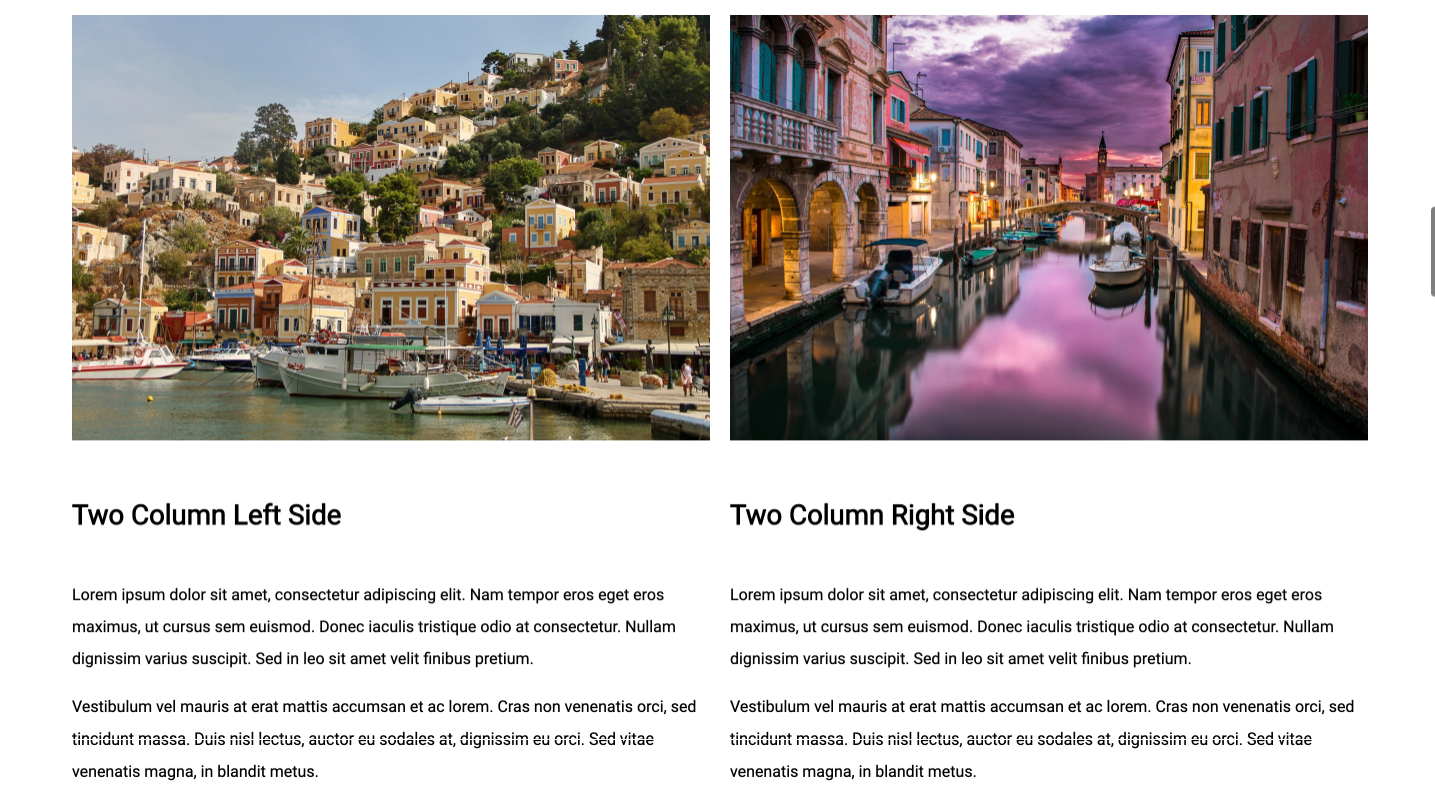 Two Column Left Side
Lorem ipsum dolor sit amet, consectetur adipiscing elit. Nam tempor eros eget eros
maximus, ut cursus sem euismod. Donec iaculis tristique odio at consectetur. Nullam
dignissim varius suscipit. Sed in leo sit amet velit finibus pretium.
Vestibulum vel mauris at erat mattis accumsan et ac lorem. Cras non venenatis orci, sed
tincidunt massa. Duis nisl lectus, auctor eu sodales at, dignissim eu orci. Sed vitae
venenatis magna, in blandit metus.
Two Column Right Side
Lorem ipsum dolor sit amet, consectetur adipiscing elit. Nam tempor eros eget eros
maximus, ut cursus sem euismod. Donec iaculis tristique odio at consectetur. Nullam
dignissim varius suscipit. Sed in leo sit amet velit finibus pretium.
Vestibulum vel mauris at erat mattis accumsan et ac lorem. Cras non venenatis orci, sed
tincidunt massa. Duis nisl lectus, auctor eu sodales at, dignissim eu orci. Sed vitae
venenatis magna, in blandit metus.